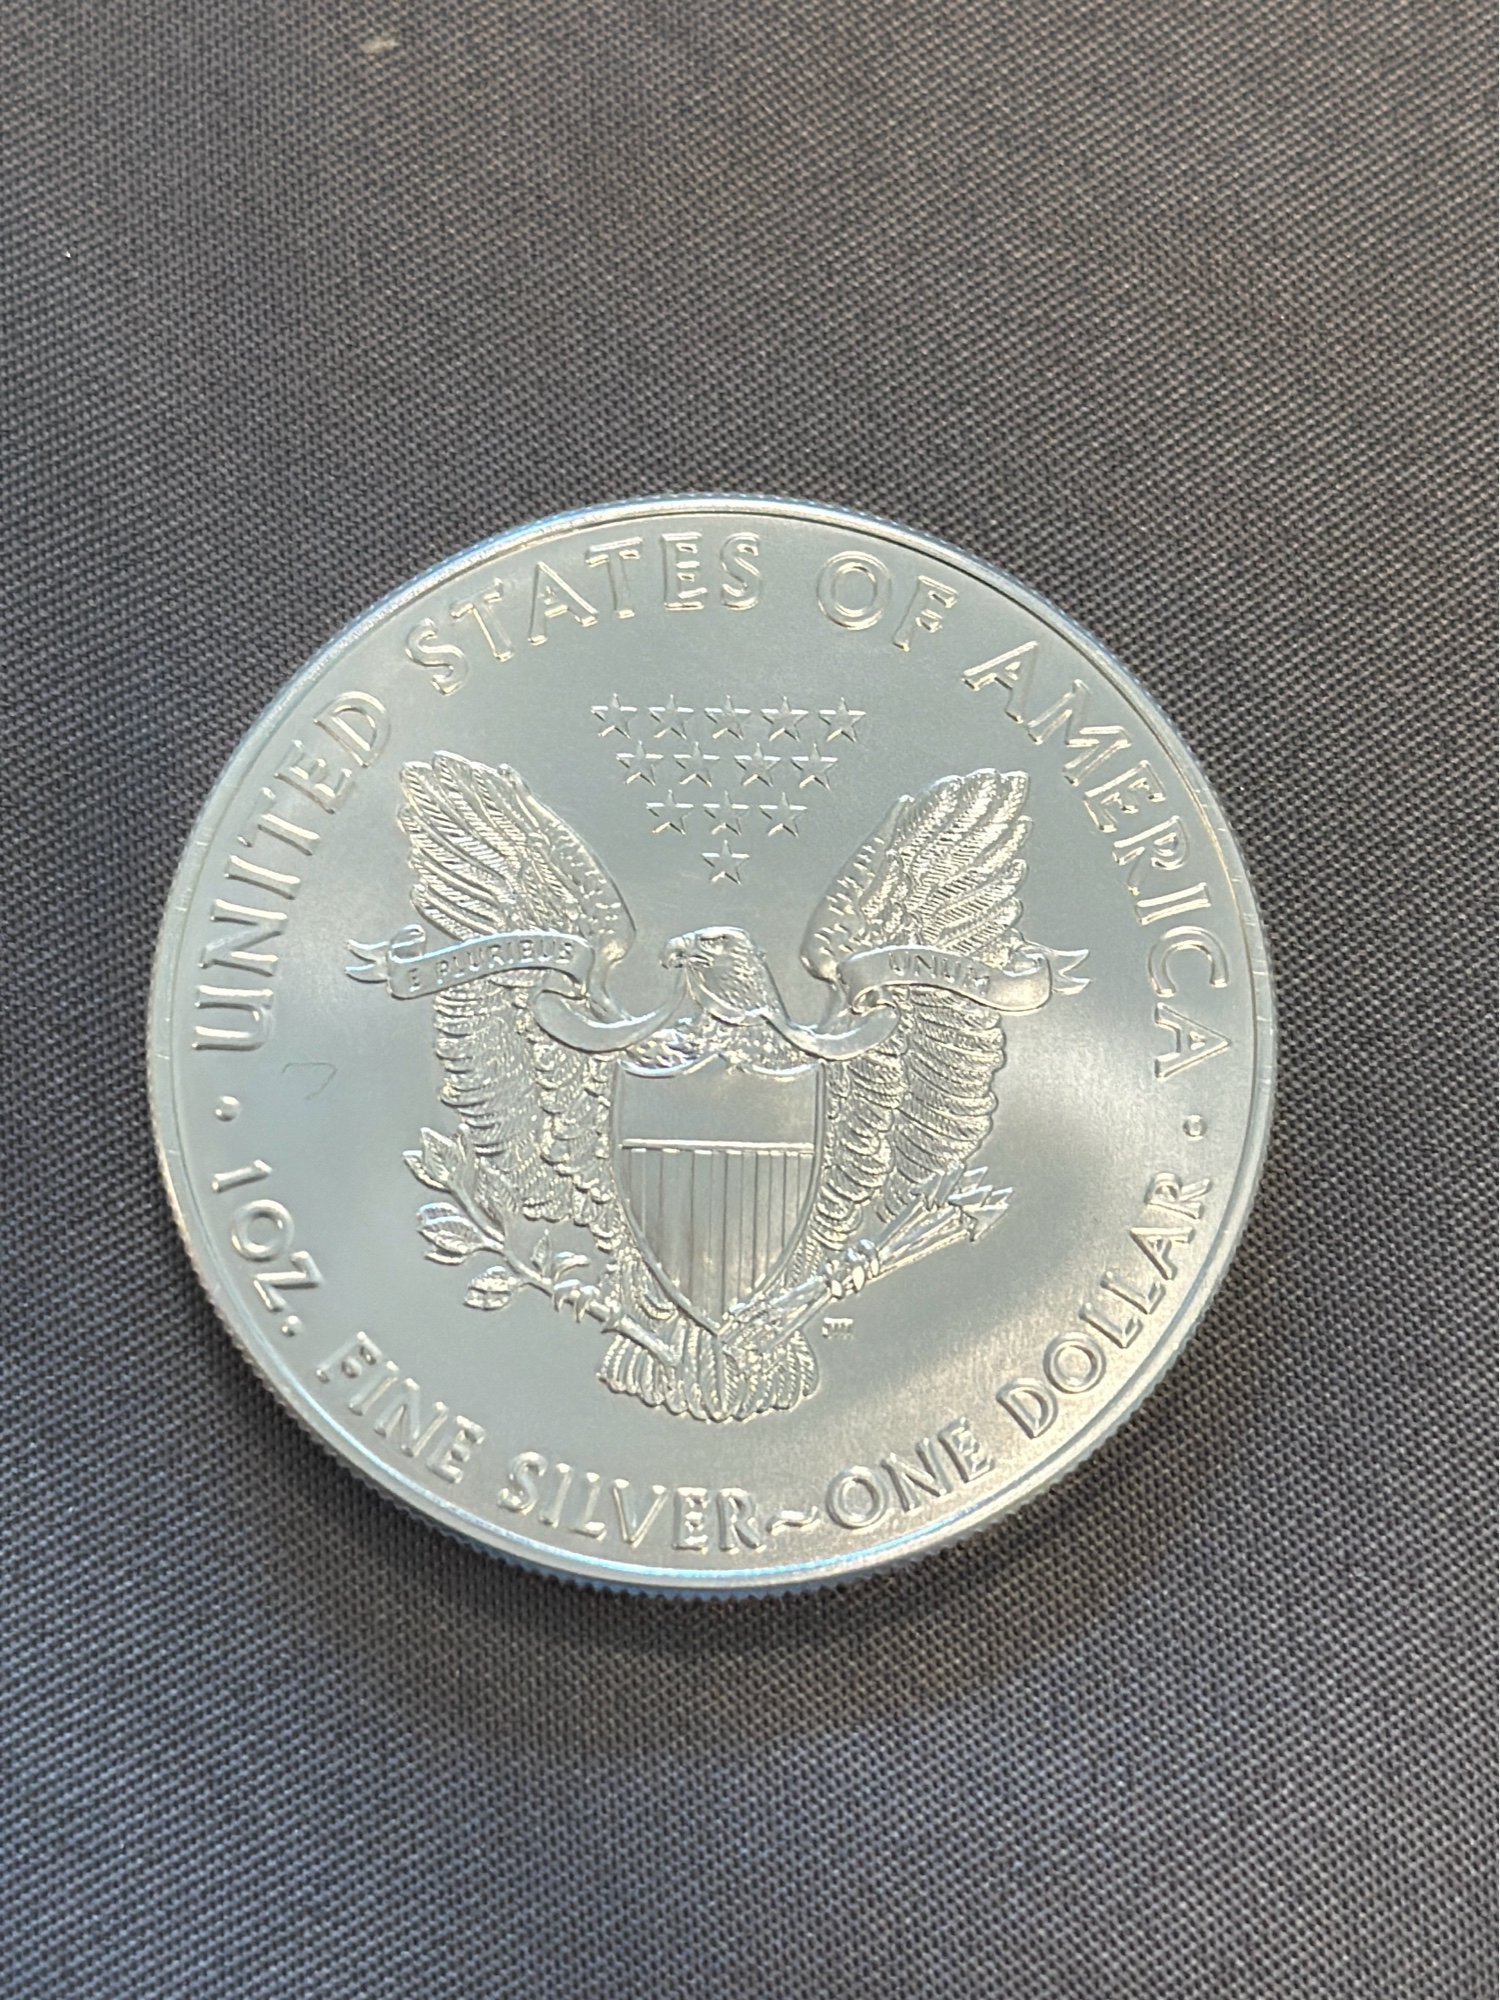 UNITED STATES OF AMERICA
E PLURIBUS UNUM
1 OZ. FINE SILVER~ONE DOLLAR